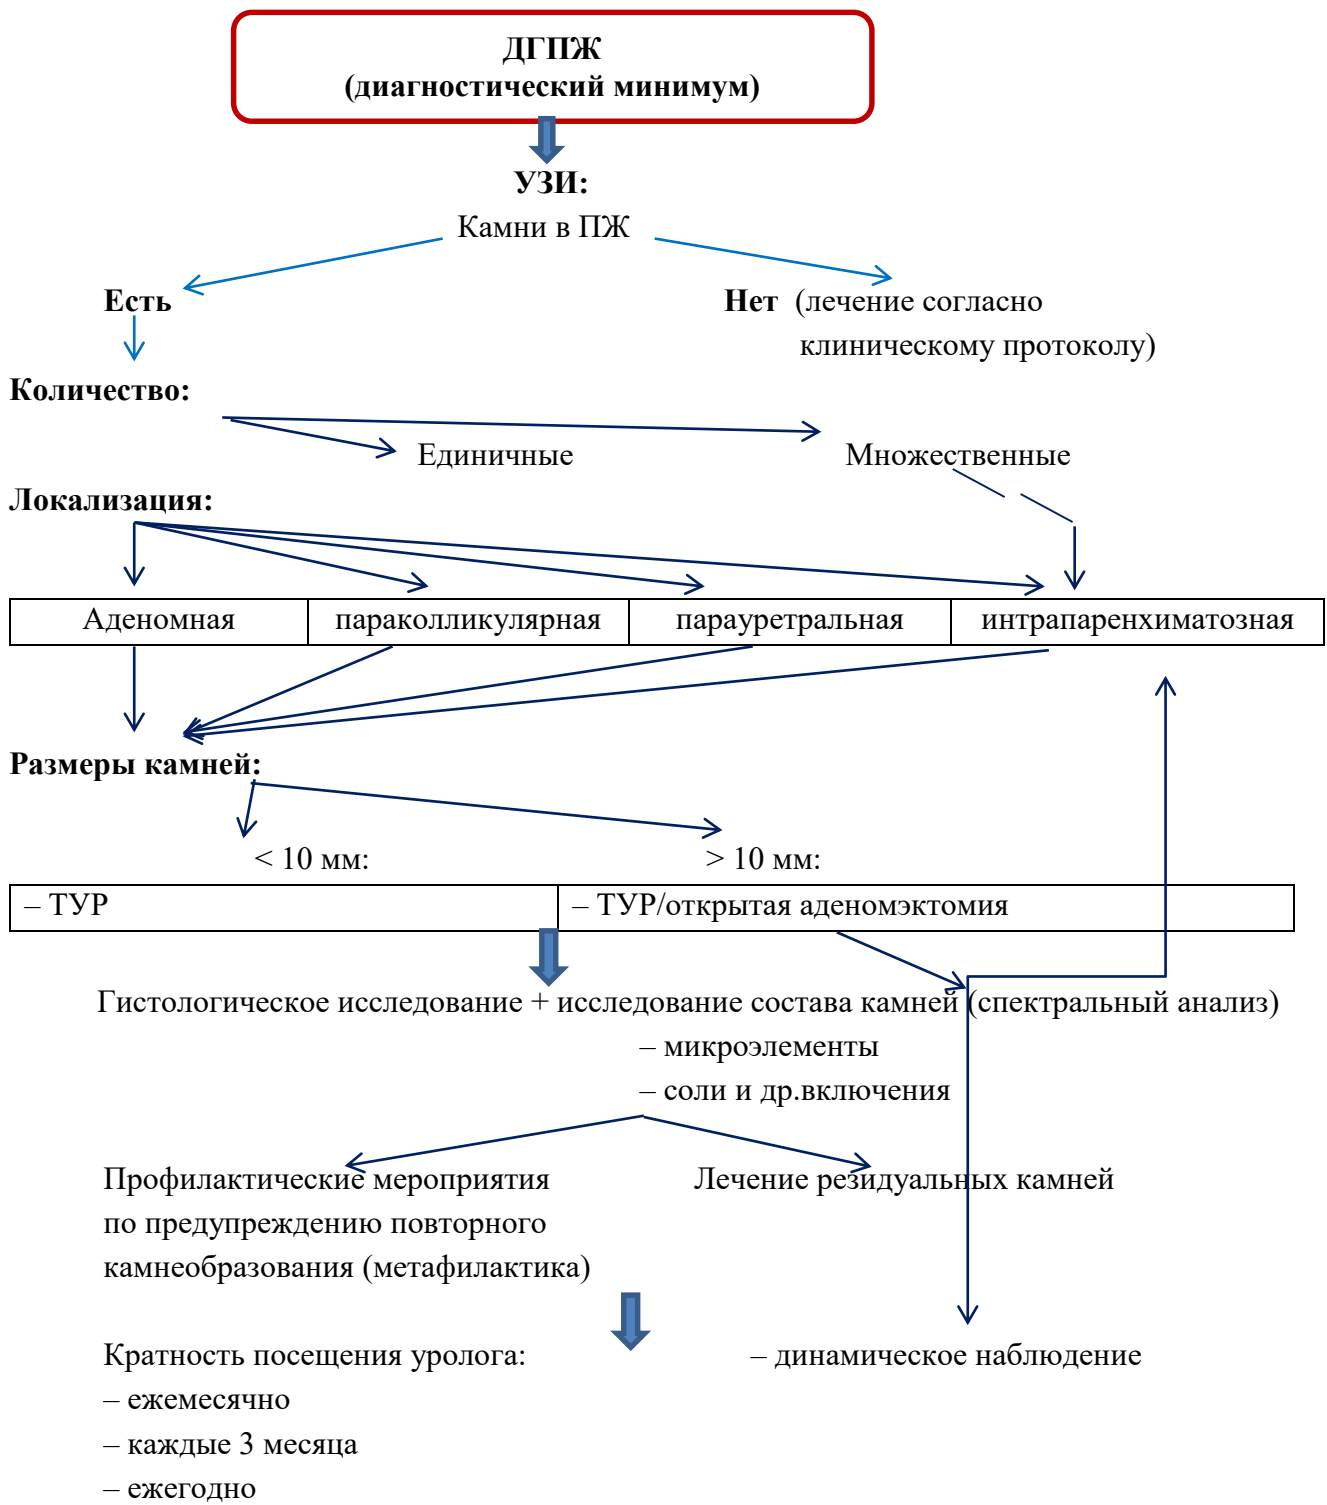 ДГПЖ
(диагностический минимум)
УЗИ:
Камни в ПЖ
Есть
Нет (лечение согласно
клиническому протоколу)
Количество:
Единичные
Множественные
Локализация:
Аденомная
параколликулярная
парауретральная
интрапаренхиматозная
Размеры камней:
< 10 мм:
> 10 мм:
– ТУР
– ТУР/открытая аденомэктомия
Гистологическое исследование + исследование состава камней (спектральный анализ)
– микроэлементы
– соли и др.включения
Профилактические мероприятия
по предупреждению повторного
камнеобразования (метафилактика)
Лечение резидуальных камней
Кратность посещения уролога:
– ежемесячно
– каждые 3 месяца
– ежегодно
– динамическое наблюдение